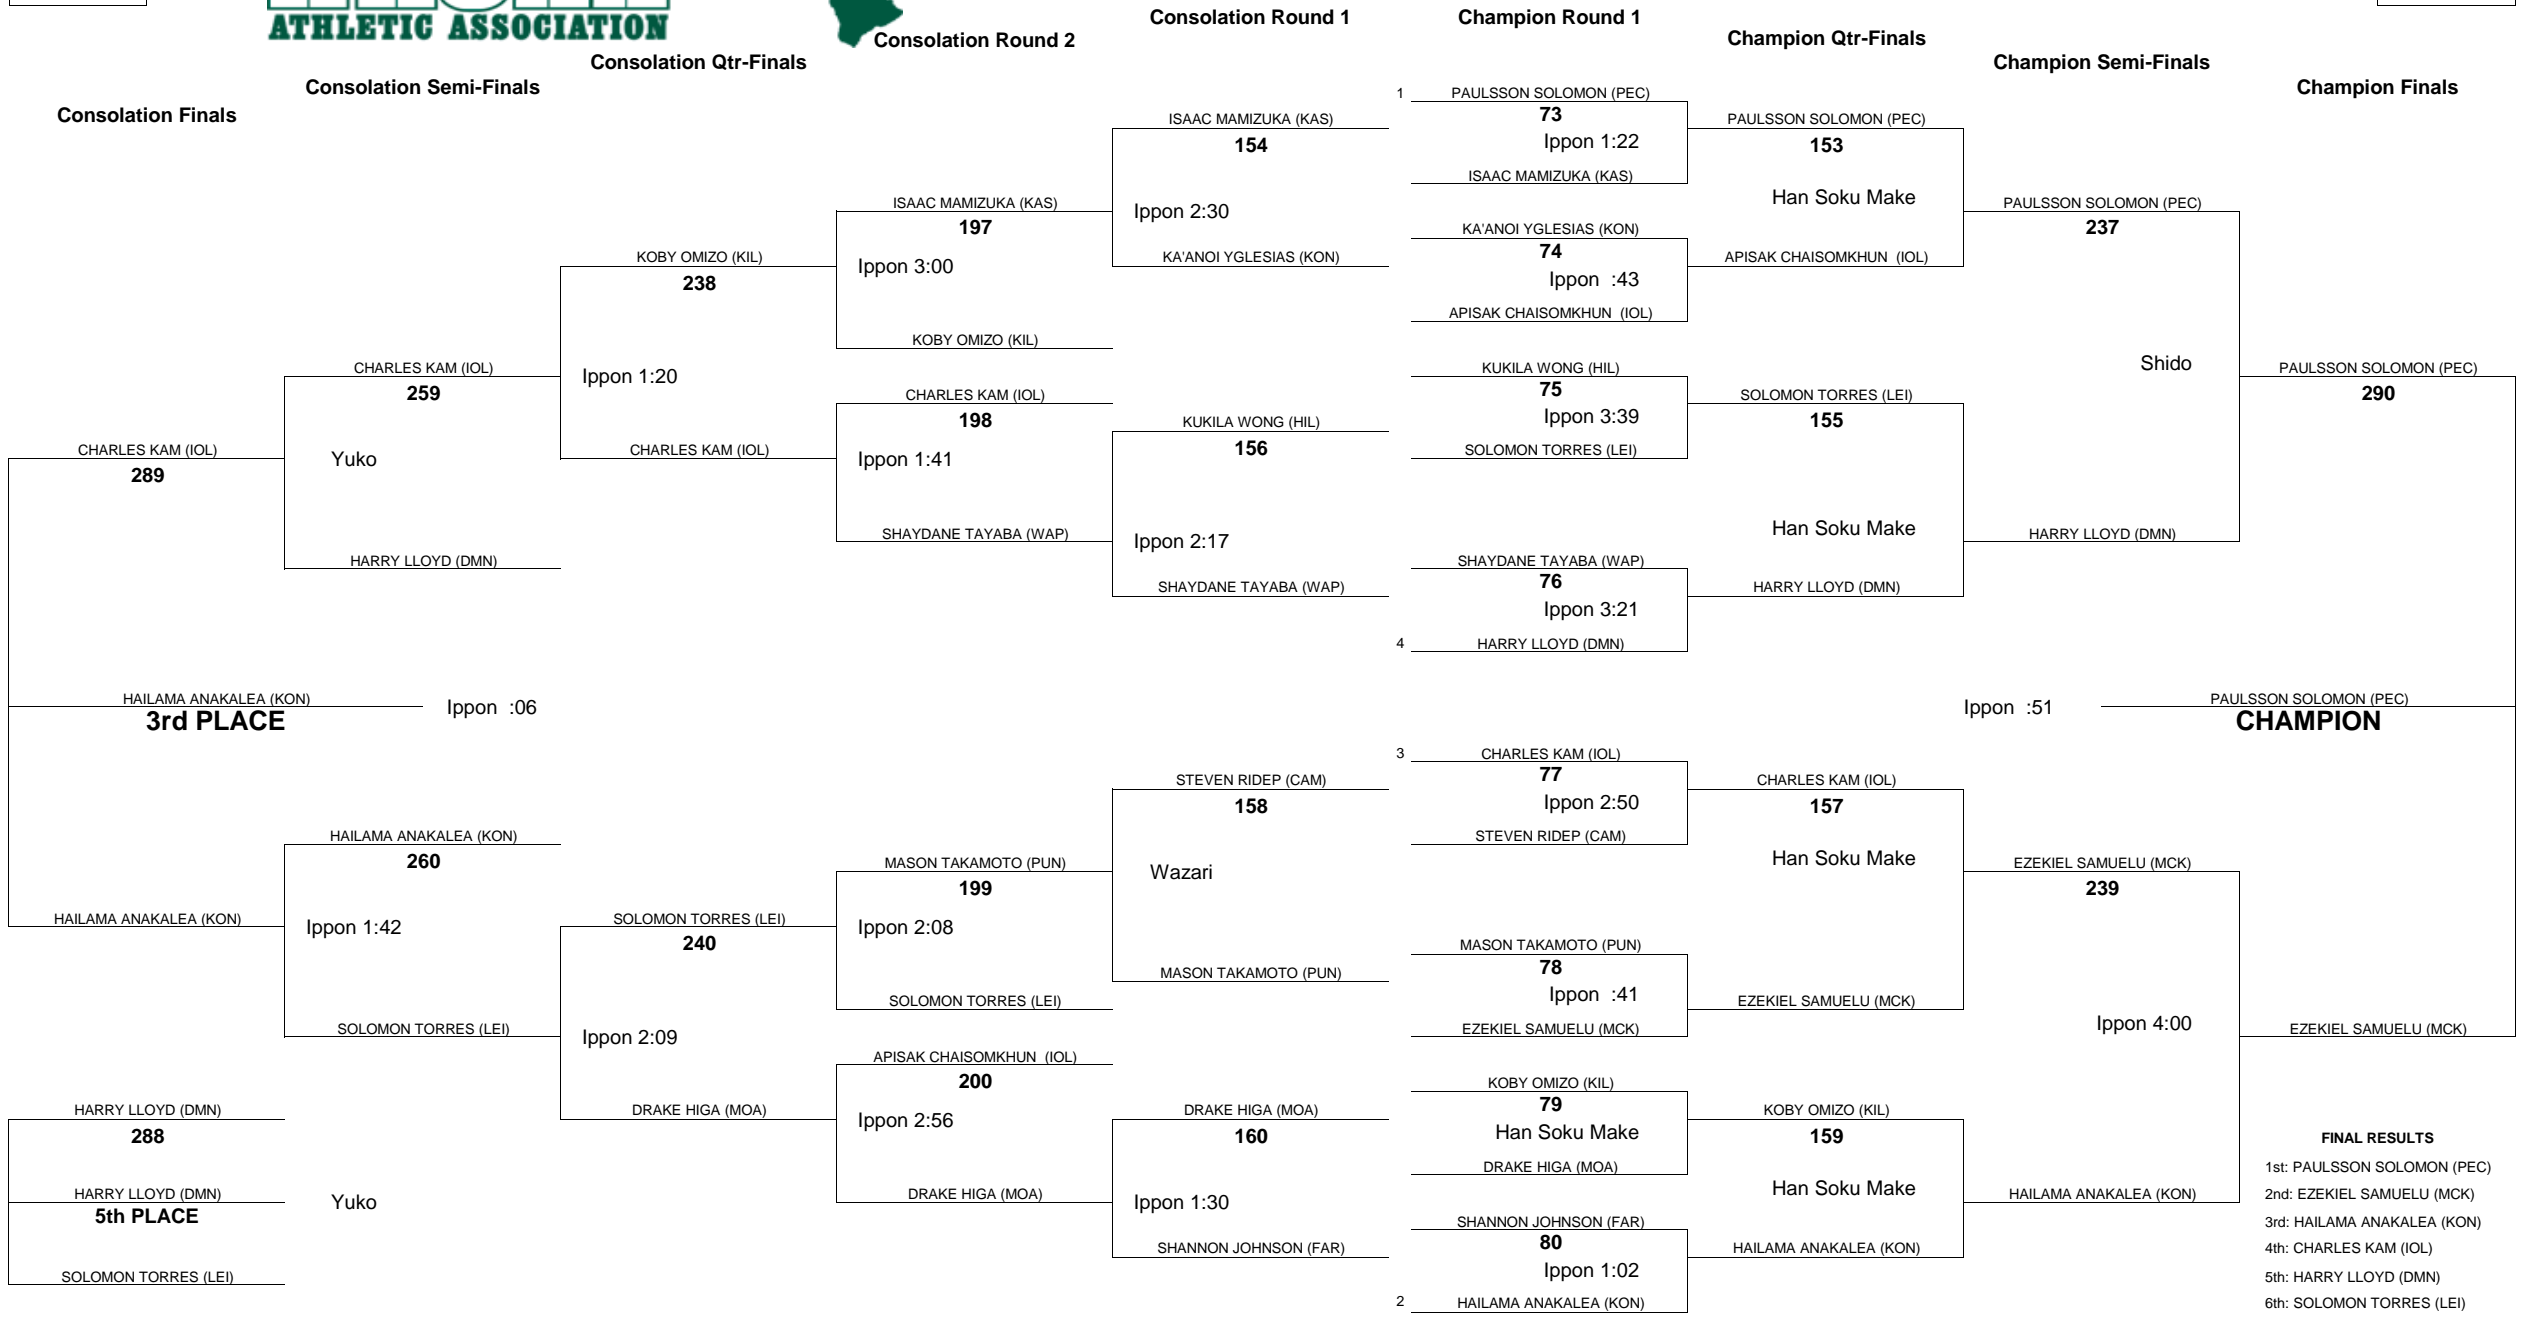 ATHLETIC ASSOCIATION
Consolation Finals
Consolation Semi-Finals
Consolation Qtr-Finals
Consolation Round 2
Consolation Round 1
Champion Round 1
Champion Qtr-Finals
Champion Semi-Finals
Champion Finals
CHARLES KAM (IOL)
289
HAILAMA ANAKALEA (KON)
3rd PLACE
Ippon :06
HAILAMA ANAKALEA (KON)
HARRY LLOYD (DMN)
288
HARRY LLOYD (DMN)
5th PLACE
Yuko
SOLOMON TORRES (LEI)
CHARLES KAM (IOL)
259
Yuko
HARRY LLOYD (DMN)
HAILAMA ANAKALEA (KON)
260
Ippon 1:42
SOLOMON TORRES (LEI)
KOBY OMIZO (KIL)
238
Ippon 1:20
CHARLES KAM (IOL)
SOLOMON TORRES (LEI)
240
Ippon 2:09
DRAKE HIGA (MOA)
ISAAC MAMIZUKA (KAS)
197
Ippon 3:00
KOBY OMIZO (KIL)
CHARLES KAM (IOL)
198
Ippon 1:41
SHAYDANE TAYABA (WAP)
MASON TAKAMOTO (PUN)
199
Ippon 2:08
SOLOMON TORRES (LEI)
APISAK CHAISOMKHUN (IOL)
200
Ippon 2:56
DRAKE HIGA (MOA)
ISAAC MAMIZUKA (KAS)
154
Ippon 2:30
KA'ANOI YGLESIAS (KON)
KUKILA WONG (HIL)
156
Ippon 2:17
SHAYDANE TAYABA (WAP)
STEVEN RIDEP (CAM)
158
Wazari
MASON TAKAMOTO (PUN)
DRAKE HIGA (MOA)
160
Ippon 1:30
SHANNON JOHNSON (FAR)
1 PAULSSON SOLOMON (PEC)
73
Ippon 1:22
ISAAC MAMIZUKA (KAS)
KA'ANOI YGLESIAS (KON)
74
Ippon :43
APISAK CHAISOMKHUN (IOL)
KUKILA WONG (HIL)
75
Ippon 3:39
SOLOMON TORRES (LEI)
SHAYDANE TAYABA (WAP)
76
Ippon 3:21
4 HARRY LLOYD (DMN)
3 CHARLES KAM (IOL)
77
Ippon 2:50
STEVEN RIDEP (CAM)
MASON TAKAMOTO (PUN)
78
Ippon :41
EZEKIEL SAMUELU (MCK)
KOBY OMIZO (KIL)
79
Han Soku Make
DRAKE HIGA (MOA)
SHANNON JOHNSON (FAR)
80
Ippon 1:02
2 HAILAMA ANAKALEA (KON)
PAULSSON SOLOMON (PEC)
153
Han Soku Make
APISAK CHAISOMKHUN (IOL)
SOLOMON TORRES (LEI)
155
Han Soku Make
HARRY LLOYD (DMN)
CHARLES KAM (IOL)
157
Han Soku Make
EZEKIEL SAMUELU (MCK)
KOBY OMIZO (KIL)
159
Han Soku Make
HAILAMA ANAKALEA (KON)
PAULSSON SOLOMON (PEC)
237
Shido
HARRY LLOYD (DMN)
EZEKIEL SAMUELU (MCK)
239
Ippon 4:00
HAILAMA ANAKALEA (KON)
PAULSSON SOLOMON (PEC)
290
Ippon :51
PAULSSON SOLOMON (PEC)
CHAMPION
EZEKIEL SAMUELU (MCK)
FINAL RESULTS
1st: PAULSSON SOLOMON (PEC)
2nd: EZEKIEL SAMUELU (MCK)
3rd: HAILAMA ANAKALEA (KON)
4th: CHARLES KAM (IOL)
5th: HARRY LLOYD (DMN)
6th: SOLOMON TORRES (LEI)